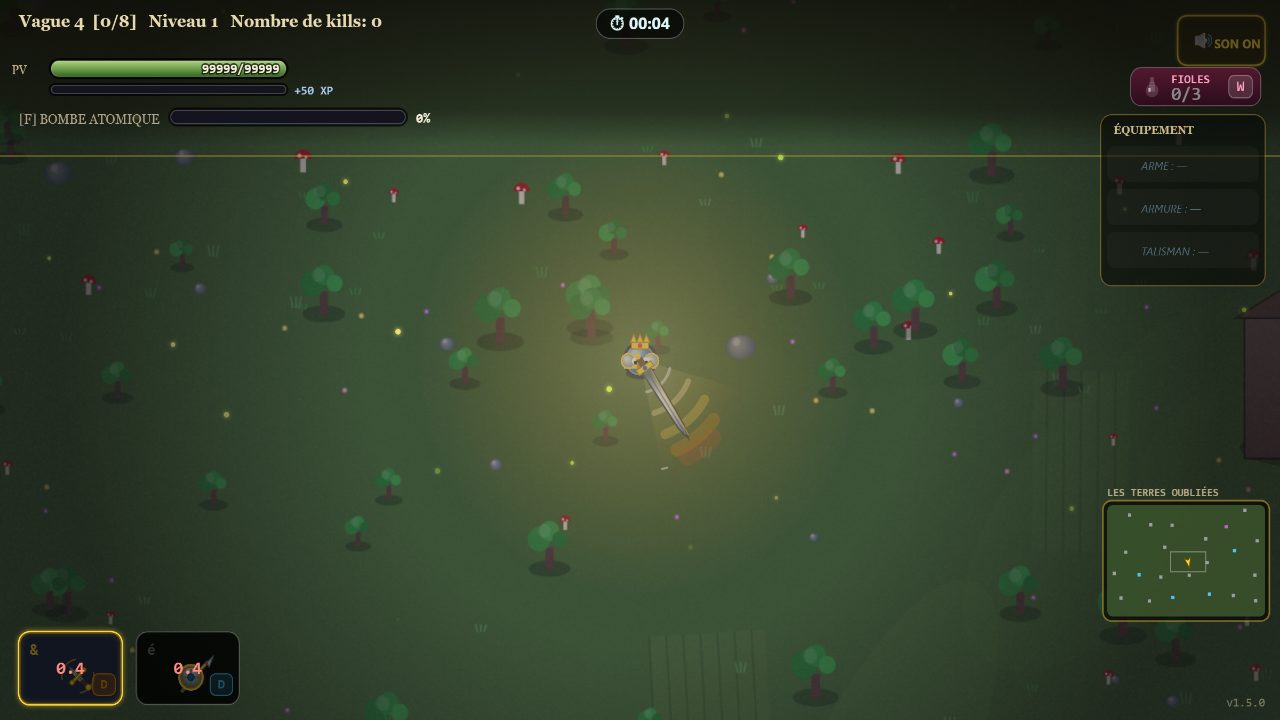 Vague 4 [0/8] Niveau 1 Nombre de kills: 0
⏱ 00:04
SON ON
PV 99999/99999
+50 XP
FIOLES
0/3
W
[F] BOMBE ATOMIQUE 0%
ÉQUIPEMENT
ARME : —
ARMURE : —
TALISMAN : —
LES TERRES OUBLIÉES
& 0.4 D
é 0.4 D
v1.5.0